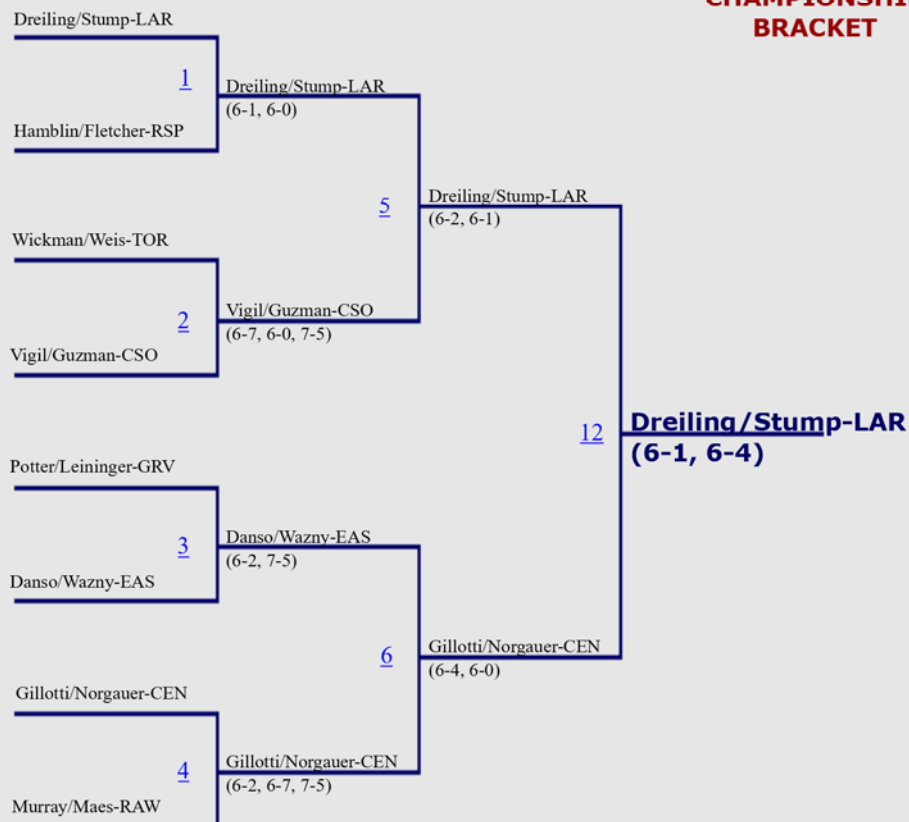 CHAMPIONSHI
BRACKET
Dreiling/Stump-LAR
1
Dreiling/Stump-LAR
(6-1, 6-0)
Hamblin/Fletcher-RSP
5
Dreiling/Stump-LAR
(6-2, 6-1)
Wickman/Weis-TOR
2
Vigil/Guzman-CSO
(6-7, 6-0, 7-5)
Vigil/Guzman-CSO
12
Dreiling/Stump-LAR
(6-1, 6-4)
Potter/Leininger-GRV
3
Danso/Wazny-EAS
(6-2, 7-5)
Danso/Wazny-EAS
6
Gillotti/Norgauer-CEN
(6-4, 6-0)
Gillotti/Norgauer-CEN
4
Gillotti/Norgauer-CEN
(6-2, 6-7, 7-5)
Murray/Maes-RAW